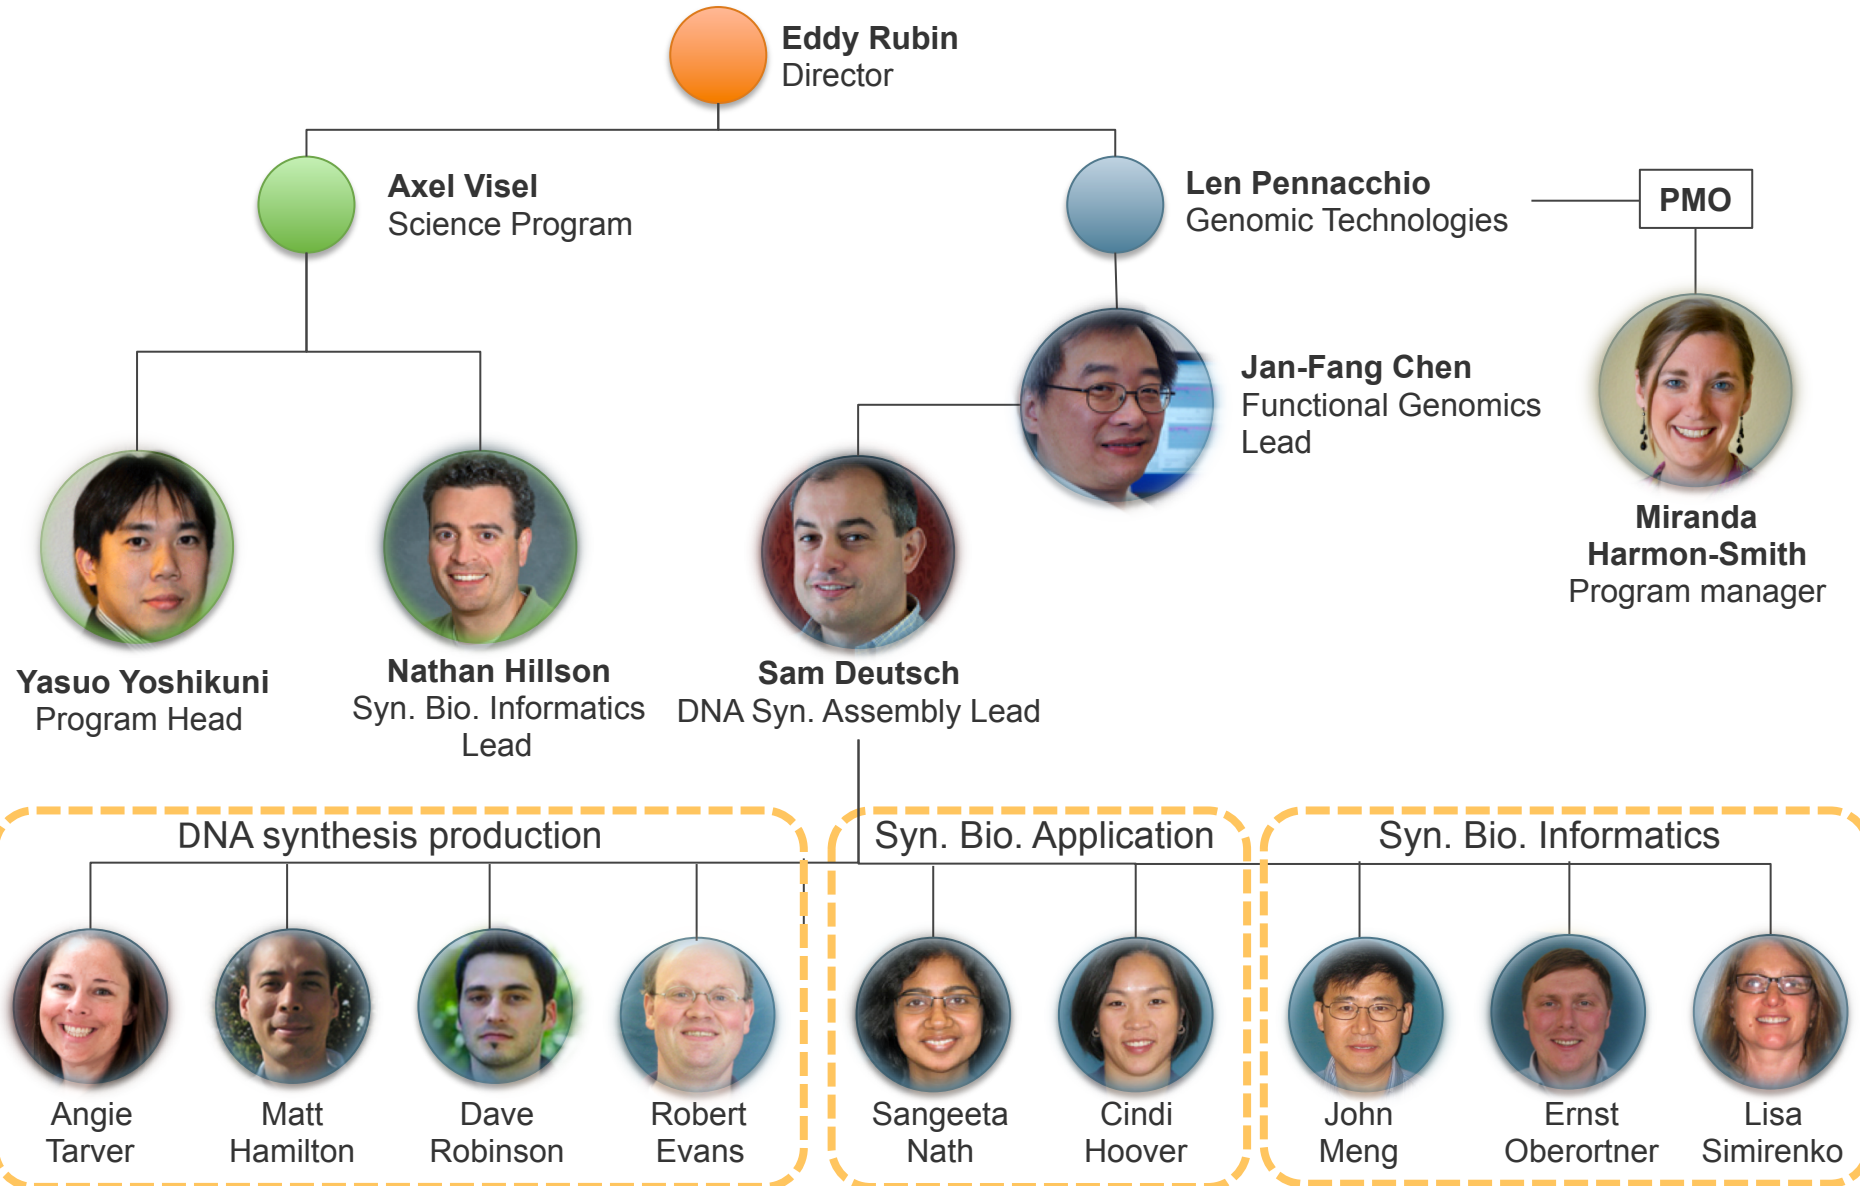 Eddy Rubin
Director
Axel Visel
Science Program
Len Pennacchio
Genomic Technologies
PMO
Jan-Fang Chen
Functional Genomics
Lead
Miranda
Harmon-Smith
Program manager
Yasuo Yoshikuni
Program Head
Nathan Hillson
Syn. Bio. Informatics
Lead
Sam Deutsch
DNA Syn. Assembly Lead
DNA synthesis production
Syn. Bio. Application
Syn. Bio. Informatics
Angie
Tarver
Matt
Hamilton
Dave
Robinson
Robert
Evans
Sangeeta
Nath
Cindi
Hoover
John
Meng
Ernst
Oberortner
Lisa
Simirenko